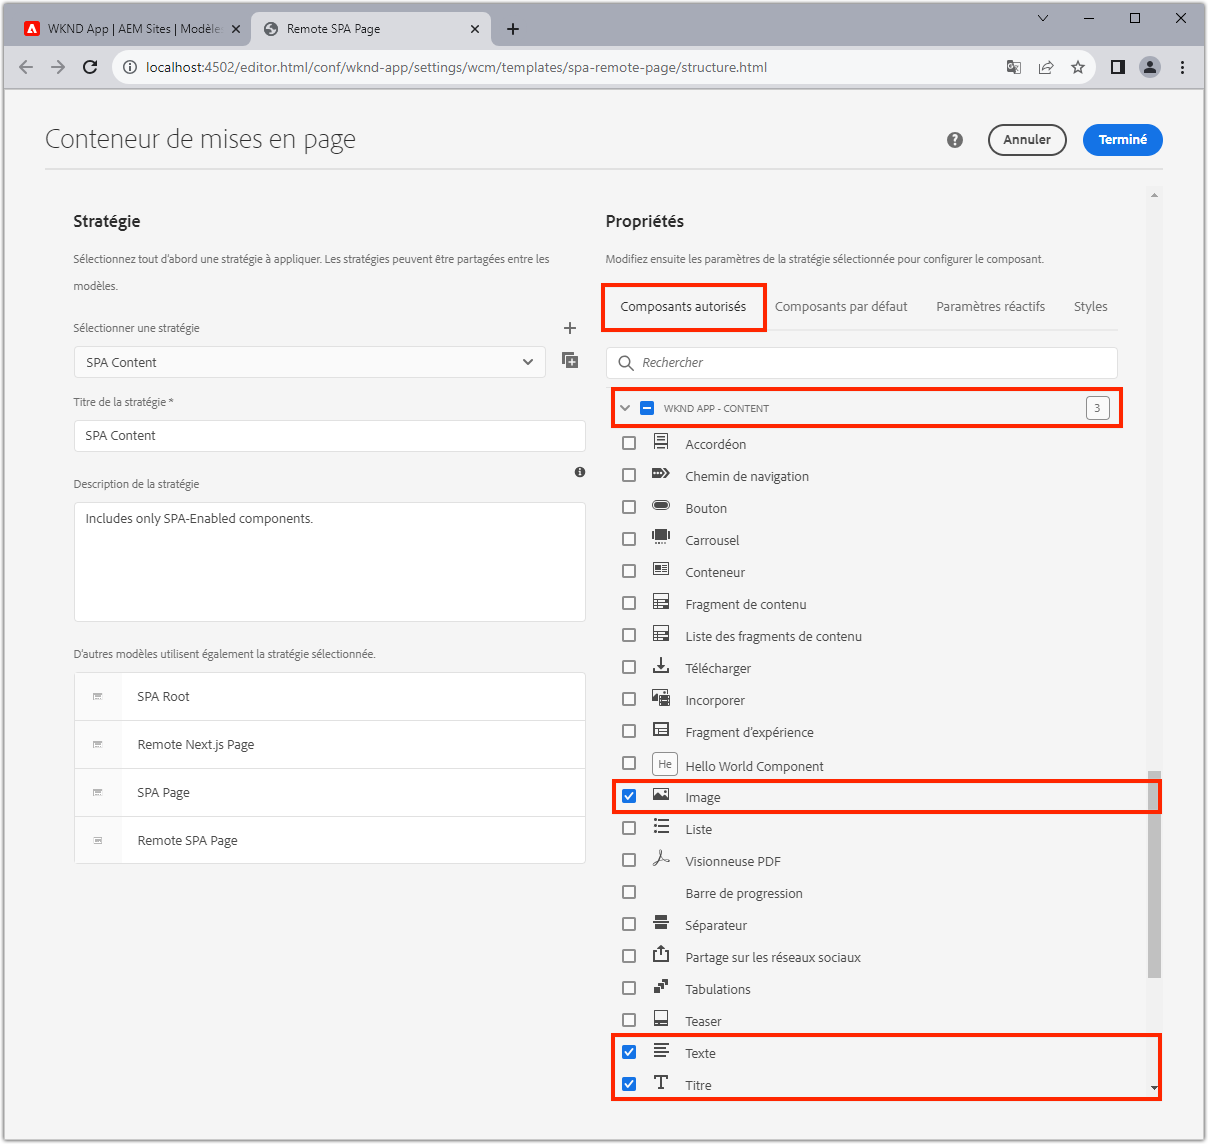 WKND App | AEM Sites | Modèle
Remote SPA Page
localhost:4502/editor.html/conf/wknd-app/settings/wcm/templates/spa-remote-page/structure.html
Conteneur de mises en page
Annuler
Terminé
Stratégie
Sélectionnez tout d'abord une stratégie à appliquer. Les stratégies peuvent être partagées entre les
modèles.
Sélectionner une stratégie
SPA Content
Titre de la stratégie *
SPA Content
Description de la stratégie
Includes only SPA-Enabled components.
D'autres modèles utilisent également la stratégie sélectionnée.
SPA Root
Remote Next.js Page
SPA Page
Remote SPA Page
Propriétés
Modifiez ensuite les paramètres de la stratégie sélectionnée pour configurer le composant.
Composants autorisés
Composants par défaut
Paramètres réactifs
Styles
Rechercher
WKND APP - CONTENT
3
Accordéon
Chemin de navigation
Bouton
Carrousel
Conteneur
Fragment de contenu
Liste des fragments de contenu
Télécharger
Incorporer
Fragment d'expérience
He
Hello World Component
Image
Liste
Visionneuse PDF
Barre de progression
Séparateur
Partage sur les réseaux sociaux
Tabulations
Teaser
Texte
Titre